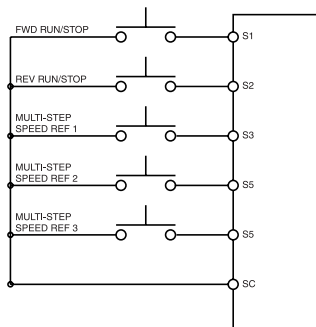 FWD RUN/STOP
S1
REV RUN/STOP
S2
MULTI-STEP
SPEED REF 1
S3
MULTI-STEP
SPEED REF 2
S5
MULTI-STEP
SPEED REF 3
S5
SC